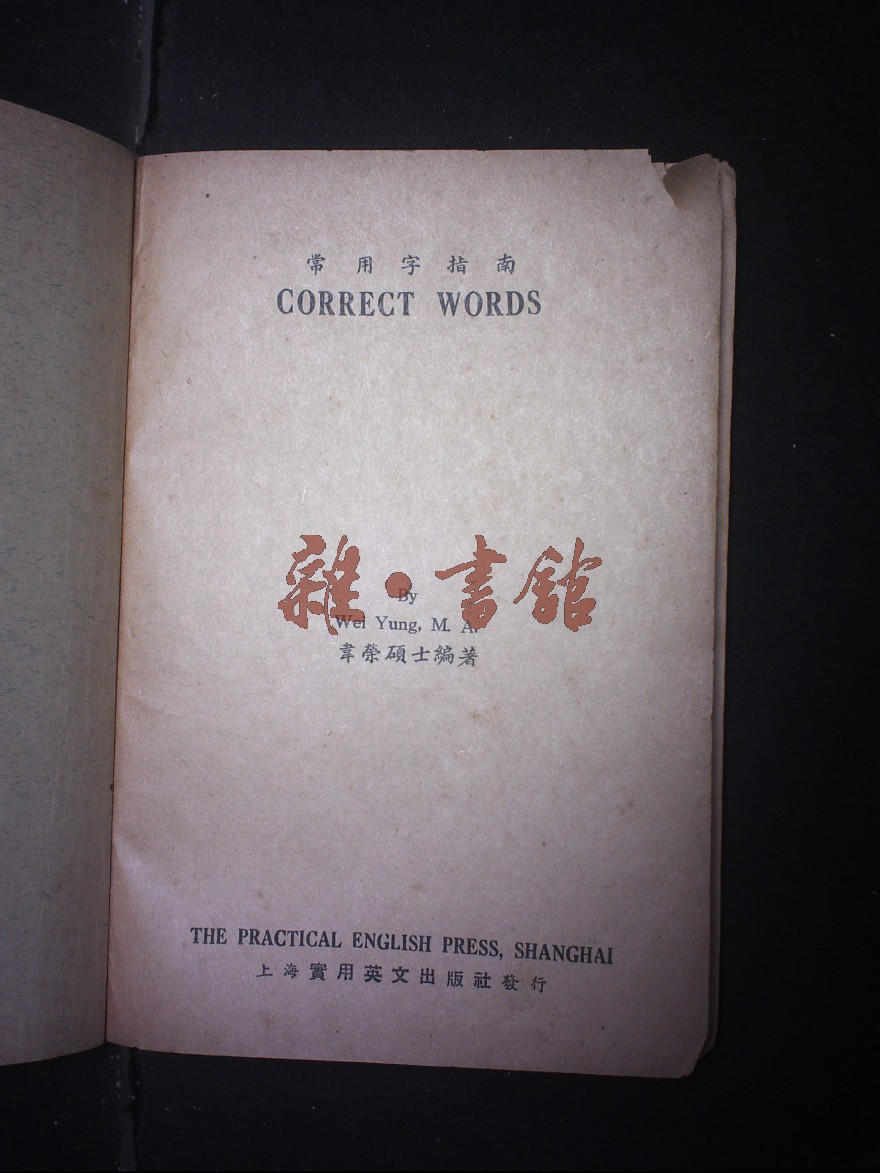 常用字指南
CORRECT WORDS
雜·書館
By
Wei Yung, M. A.
韋榮碩士編著
THE PRACTICAL ENGLISH PRESS, SHANGHAI
上海實用英文出版社發行